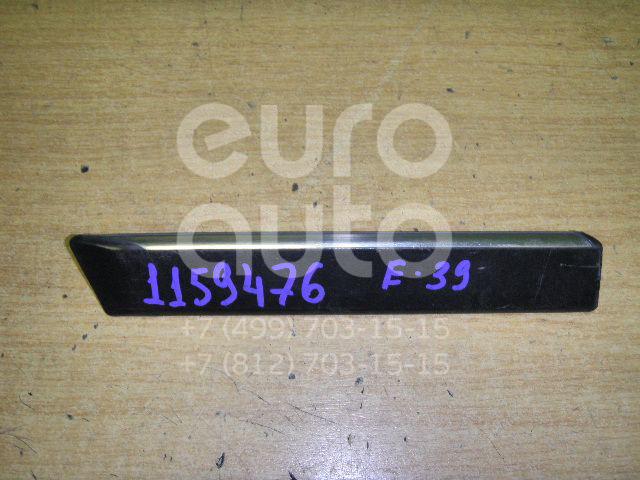 euro
auto
1159476 E·39
+7 (499) 703-15-15
+7 (812) 703-15-15